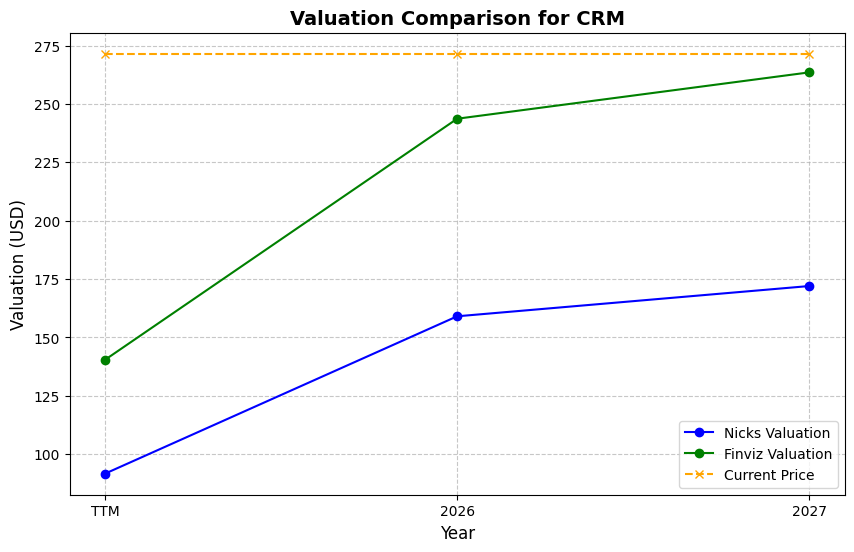 Valuation Comparison for CRM
275
250
225
200
175
150
125
100
Valuation (USD)
TTM
2026
2027
Year
Nicks Valuation
Finviz Valuation
Current Price